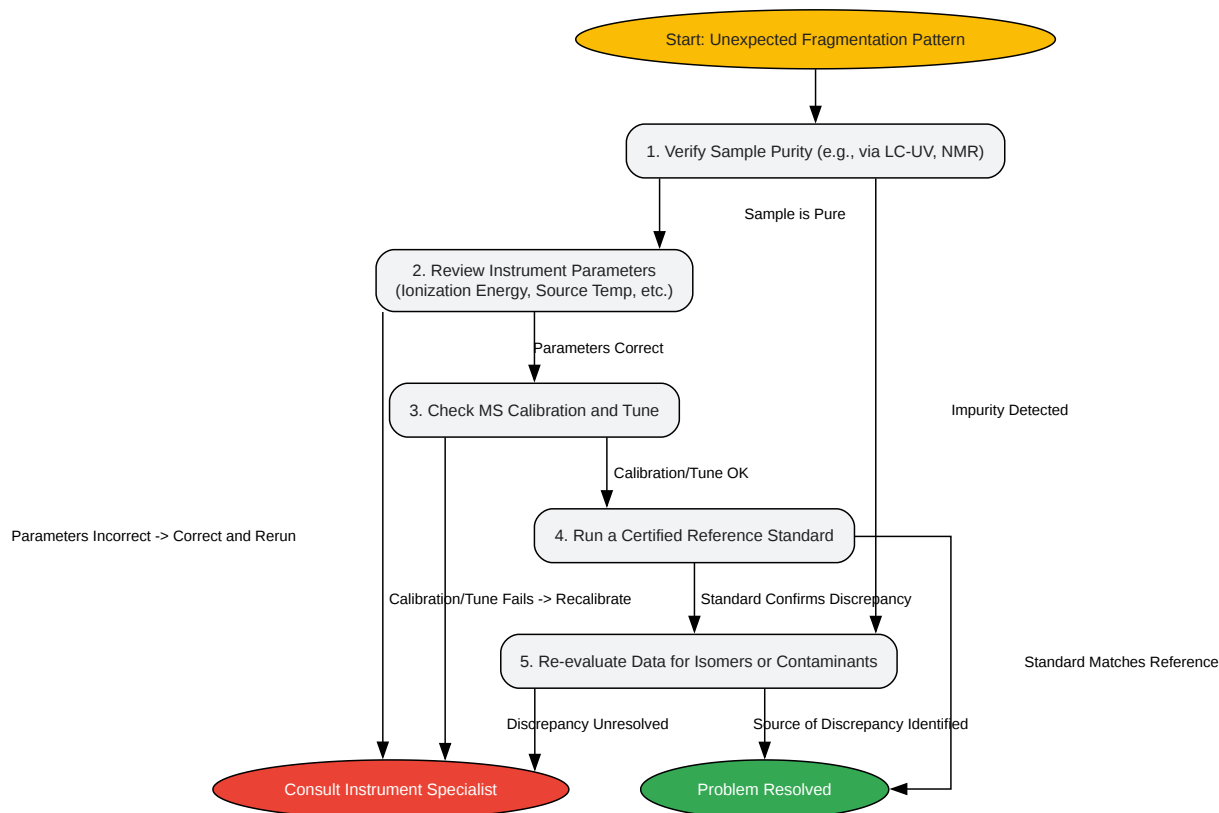 Start: Unexpected Fragmentation Pattern
1. Verify Sample Purity (e.g., via LC-UV, NMR)
Sample is Pure
2. Review Instrument Parameters
(Ionization Energy, Source Temp, etc.)
Parameters Correct
3. Check MS Calibration and Tune
Impurity Detected
Calibration/Tune OK
4. Run a Certified Reference Standard
Parameters Incorrect -> Correct and Rerun
Calibration/Tune Fails -> Recalibrate
Standard Confirms Discrepancy
5. Re-evaluate Data for Isomers or Contaminants
Standard Matches Reference
Discrepancy Unresolved
Source of Discrepancy Identified
Consult Instrument Specialist
Problem Resolved